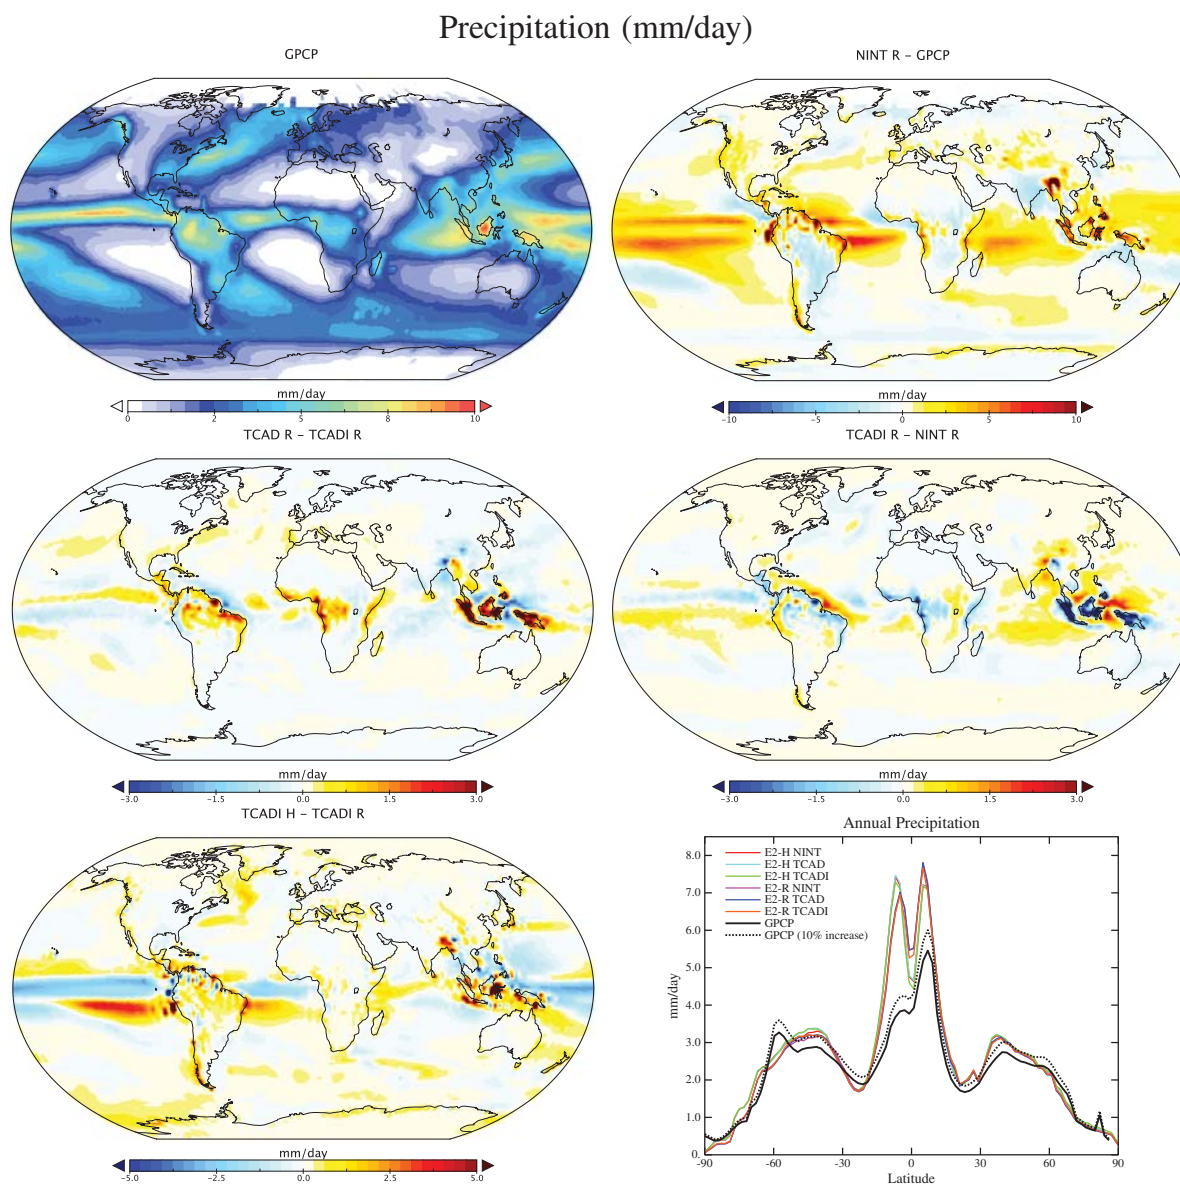 Precipitation (mm/day)
GPCP
NINT R − GPCP
mm/day
0 2 5 8 10
mm/day
−10 −5 0 5 10
TCAD R − TCADI R
TCADI R − NINT R
mm/day
−3.0 −1.5 0.0 1.5 3.0
mm/day
−3.0 −1.5 0.0 1.5 3.0
TCADI H − TCADI R
mm/day
−5.0 −2.5 0.0 2.5 5.0
Annual Precipitation
8.0
7.0
6.0
5.0
4.0
3.0
2.0
1.0
0.
mm/day
E2-H NINT
E2-H TCAD
E2-H TCADI
E2-R NINT
E2-R TCAD
E2-R TCADI
GPCP
GPCP (10% increase)
-90 -60 -30 0 30 60 90
Latitude